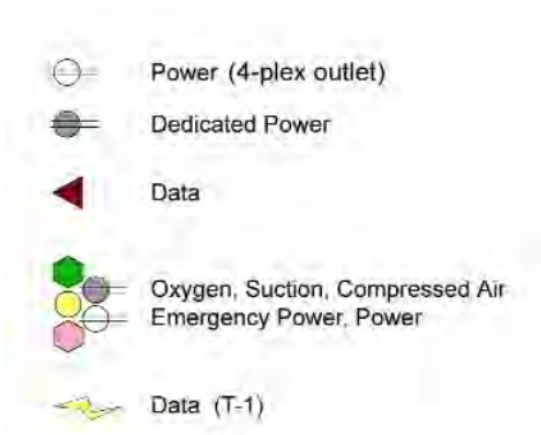 Power (4-plex outlet)
Dedicated Power
Data
Oxygen, Suction, Compressed Air
Emergency Power, Power
Data (T-1)